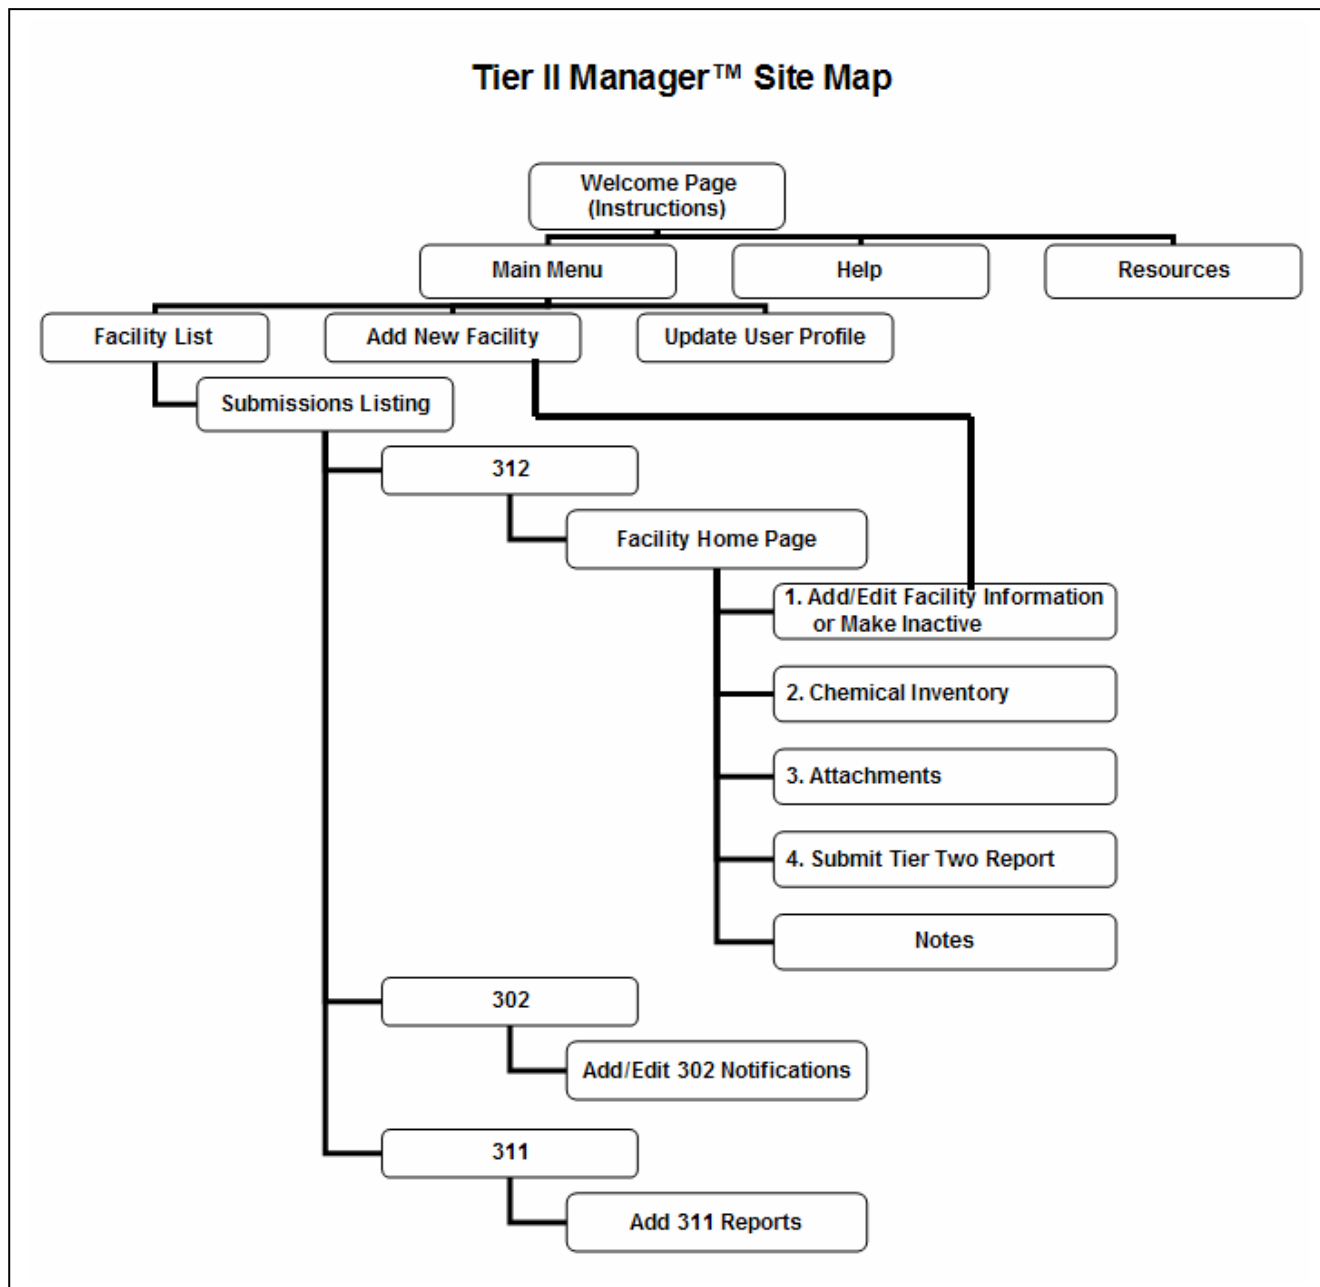 Tier II Manager™ Site Map
Welcome Page
(Instructions)
Main Menu
Help
Resources
Facility List
Add New Facility
Update User Profile
Submissions Listing
312
Facility Home Page
1. Add/Edit Facility Information
or Make Inactive
2. Chemical Inventory
3. Attachments
4. Submit Tier Two Report
Notes
302
Add/Edit 302 Notifications
311
Add 311 Reports